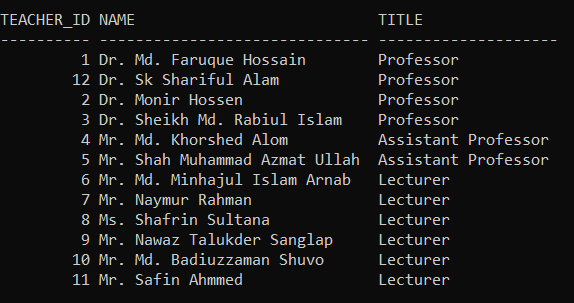 TEACHER_ID NAME                           TITLE
---------- ------------------------------ --------------------
         1 Dr. Md. Faruque Hossain        Professor
        12 Dr. Sk Shariful Alam           Professor
         2 Dr. Monir Hossen               Professor
         3 Dr. Sheikh Md. Rabiul Islam    Professor
         4 Mr. Md. Khorshed Alom          Assistant Professor
         5 Mr. Shah Muhammad Azmat Ullah  Assistant Professor
         6 Mr. Md. Minhajul Islam Arnab   Lecturer
         7 Mr. Naymur Rahman              Lecturer
         8 Ms. Shafrin Sultana            Lecturer
         9 Mr. Nawaz Talukder Sanglap     Lecturer
        10 Mr. Md. Badiuzzaman Shuvo      Lecturer
        11 Mr. Safin Ahmmed               Lecturer